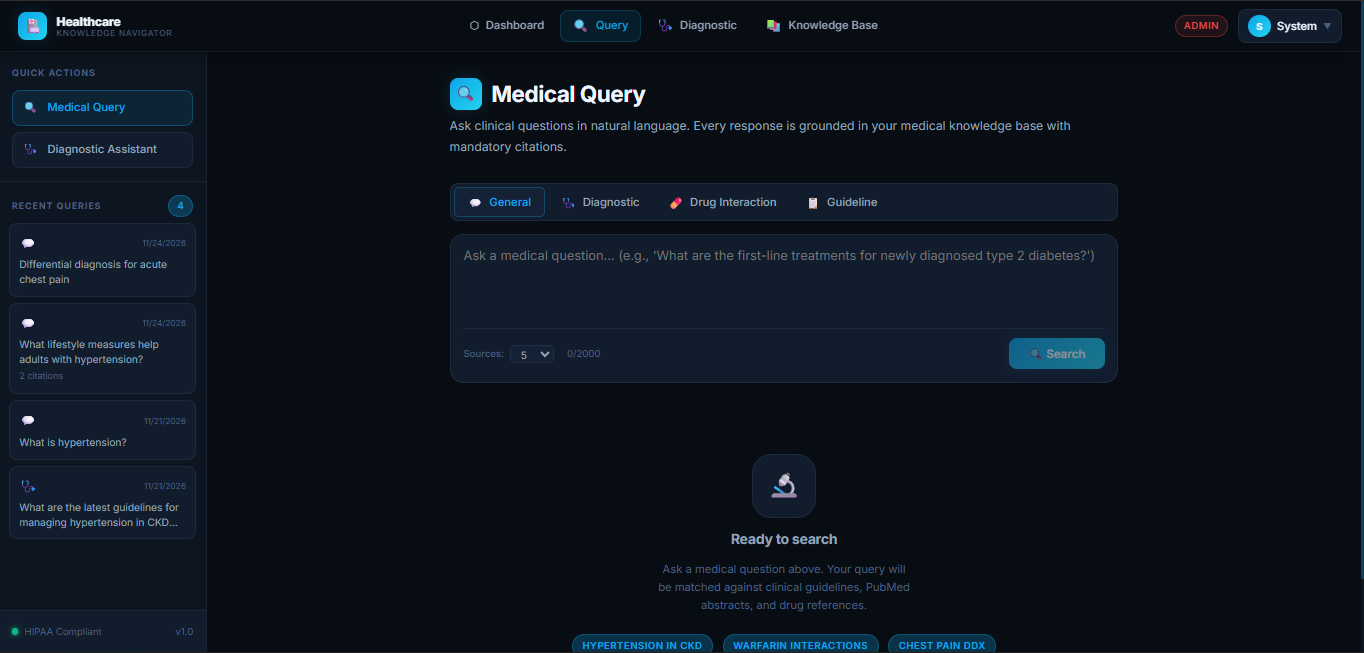 Healthcare
KNOWLEDGE NAVIGATOR
Dashboard
Query
Diagnostic
Knowledge Base
ADMIN
S
System
QUICK ACTIONS
Medical Query
Diagnostic Assistant
RECENT QUERIES
4
11/24/2026
Differential diagnosis for acute
chest pain
11/24/2026
What lifestyle measures help
adults with hypertension?
2 citations
11/21/2026
What is hypertension?
11/21/2026
What are the latest guidelines for
managing hypertension in CKD...
HIPAA Compliant
v1.0
Medical Query
Ask clinical questions in natural language. Every response is grounded in your medical knowledge base with
mandatory citations.
General
Diagnostic
Drug Interaction
Guideline
Ask a medical question... (e.g., 'What are the first-line treatments for newly diagnosed type 2 diabetes?')
Sources:
5
0/2000
Search
Ready to search
Ask a medical question above. Your query will
be matched against clinical guidelines, PubMed
abstracts, and drug references.
HYPERTENSION IN CKD
WARFARIN INTERACTIONS
CHEST PAIN DDX